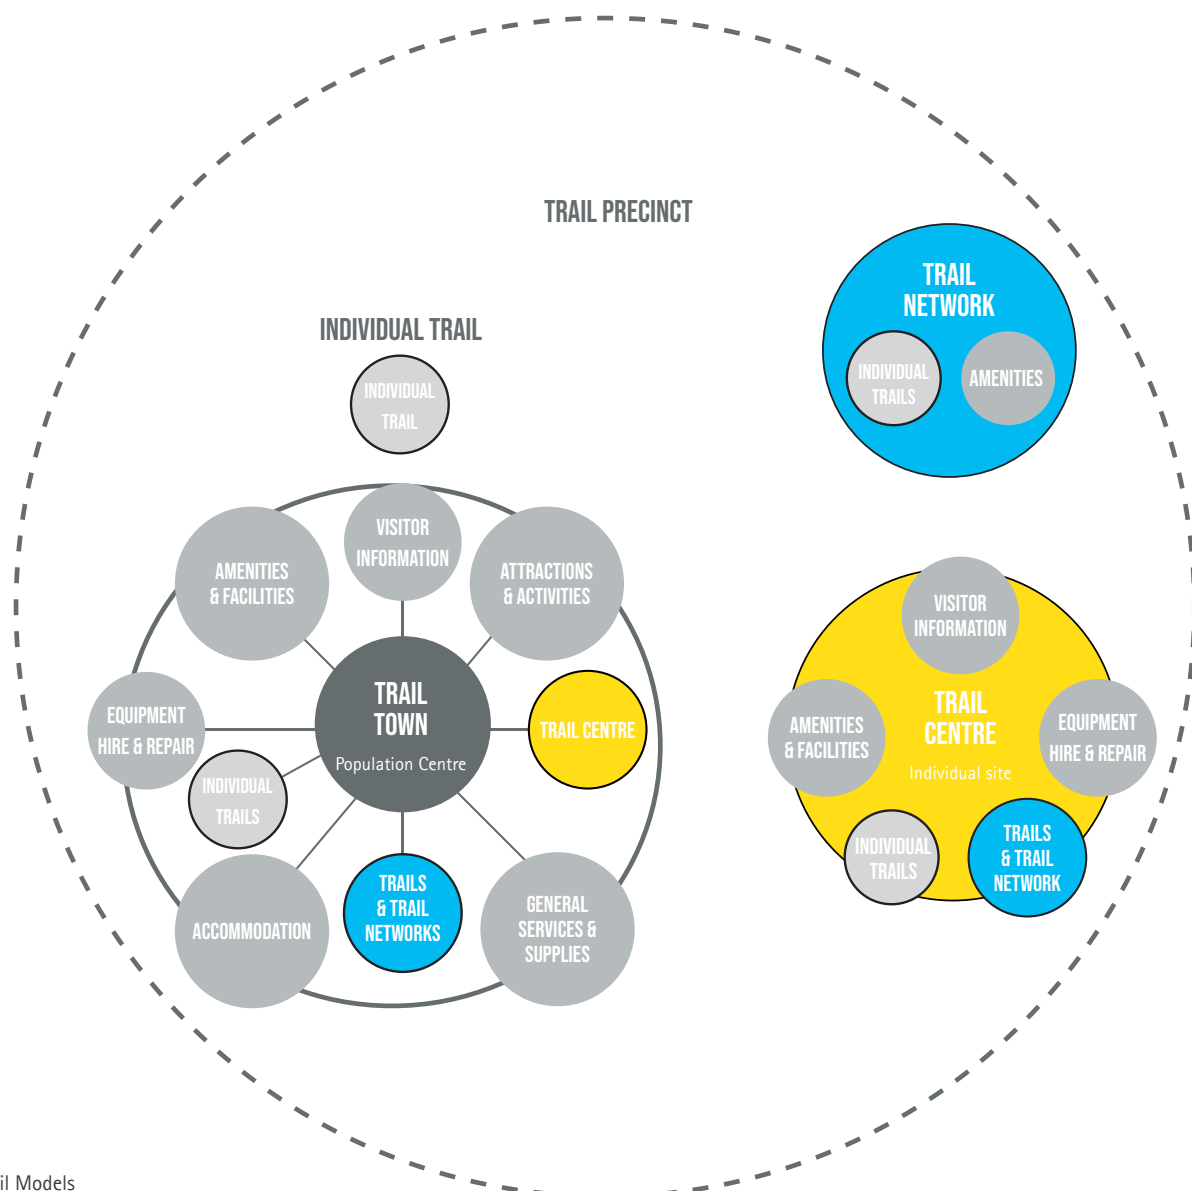 TRAIL PRECINCT
INDIVIDUAL TRAIL
INDIVIDUAL
TRAIL
TRAIL
NETWORK
INDIVIDUAL
TRAILS
AMENITIES
VISITOR
INFORMATION
AMENITIES
& FACILITIES
ATTRACTIONS
& ACTIVITIES
TRAIL
TOWN
Population Centre
EQUIPMENT
HIRE & REPAIR
TRAIL CENTRE
INDIVIDUAL
TRAILS
ACCOMMODATION
TRAILS
& TRAIL
NETWORKS
GENERAL
SERVICES &
SUPPLIES
VISITOR
INFORMATION
TRAIL
CENTRE
Individual site
AMENITIES
& FACILITIES
EQUIPMENT
HIRE & REPAIR
INDIVIDUAL
TRAILS
TRAILS
& TRAIL
NETWORK
il Models